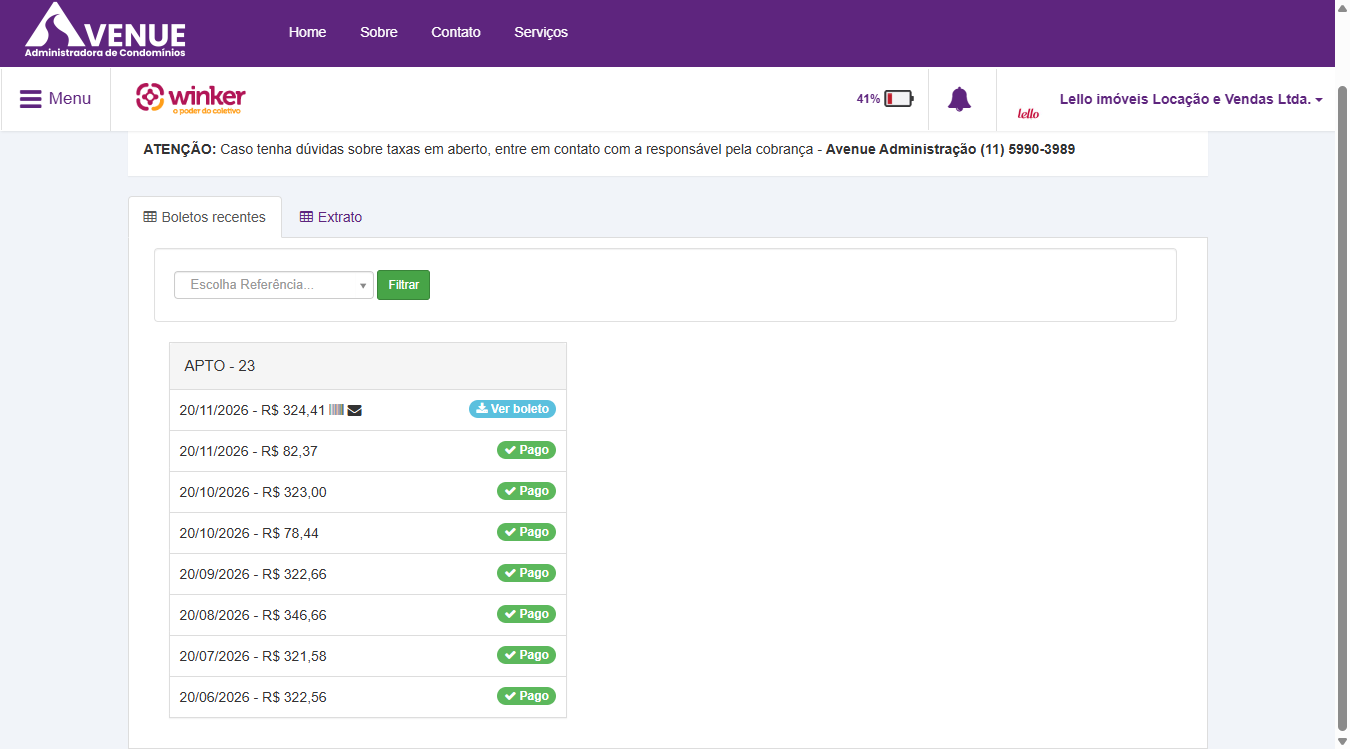 AVENUE
Administradora de Condomínios
Home Sobre Contato Serviços
Menu
winker
o poder do coletivo
41%
lello
Lello imóveis Locação e Vendas Ltda.
ATENÇÃO: Caso tenha dúvidas sobre taxas em aberto, entre em contato com a responsável pela cobrança - Avenue Administração (11) 5990-3989
Boletos recentes Extrato
Escolha Referência... Filtrar
APTO - 23
20/11/2026 - R$ 324,41 Ver boleto
20/11/2026 - R$ 82,37 Pago
20/10/2026 - R$ 323,00 Pago
20/10/2026 - R$ 78,44 Pago
20/09/2026 - R$ 322,66 Pago
20/08/2026 - R$ 346,66 Pago
20/07/2026 - R$ 321,58 Pago
20/06/2026 - R$ 322,56 Pago